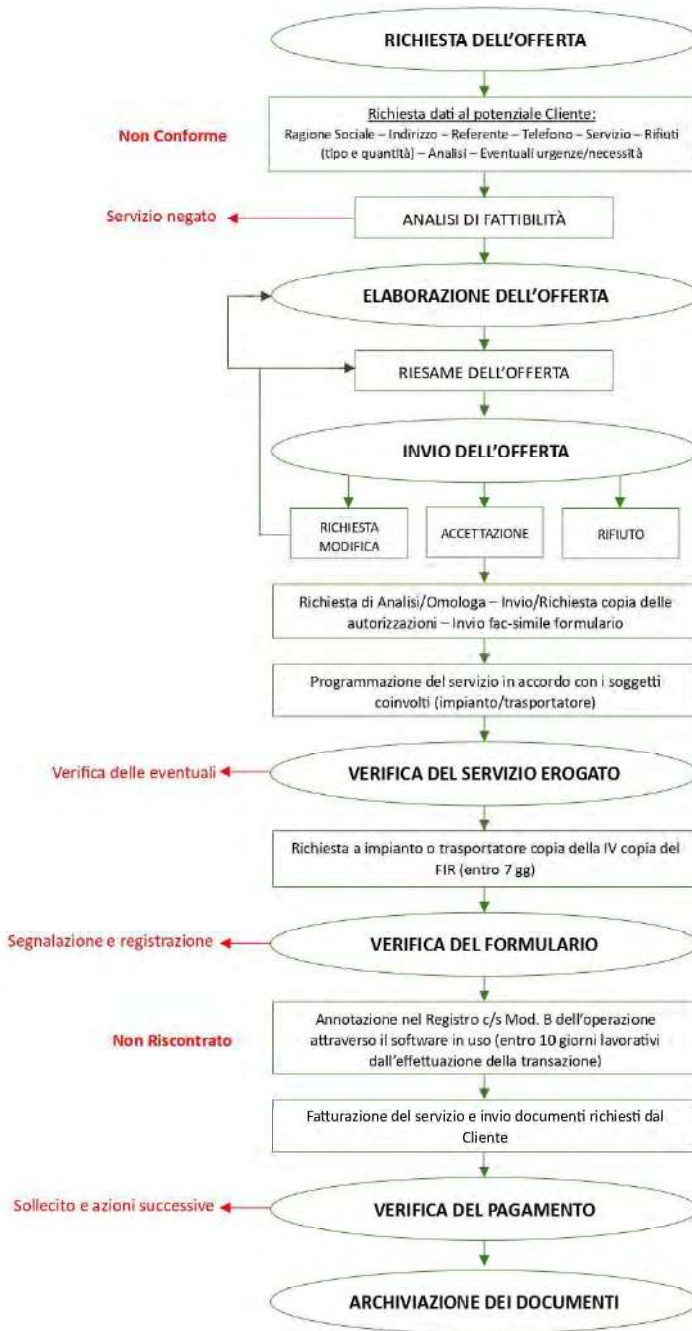 RICHIESTA DELL'OFFERTA
Richiesta dati al potenziale Cliente:
Ragione Sociale – Indirizzo – Referente – Telefono – Servizio – Rifiuti
(tipo e quantità) – Analisi – Eventuali urgenze/necessità
Non Conforme
Servizio negato
ANALISI DI FATTIBILITÀ
ELABORAZIONE DELL'OFFERTA
RIESAME DELL'OFFERTA
INVIO DELL'OFFERTA
RICHIESTA
MODIFICA
ACCETTAZIONE
RIFIUTO
Richiesta di Analisi/Omologa – Invio/Richiesta copia delle
autorizzazioni – Invio fac-simile formulario
Programmazione del servizio in accordo con i soggetti
coinvolti (impianto/trasportatore)
Verifica delle eventuali
VERIFICA DEL SERVIZIO EROGATO
Richiesta a impianto o trasportatore copia della IV copia del
FIR (entro 7 gg)
Segnalazione e registrazione
VERIFICA DEL FORMULARIO
Non Riscontrato
Annotazione nel Registro c/s Mod. B dell'operazione
attraverso il software in uso (entro 10 giorni lavorativi
dall'effettuazione della transazione)
Fatturazione del servizio e invio documenti richiesti dal
Cliente
Sollecito e azioni successive
VERIFICA DEL PAGAMENTO
ARCHIVIAZIONE DEI DOCUMENTI